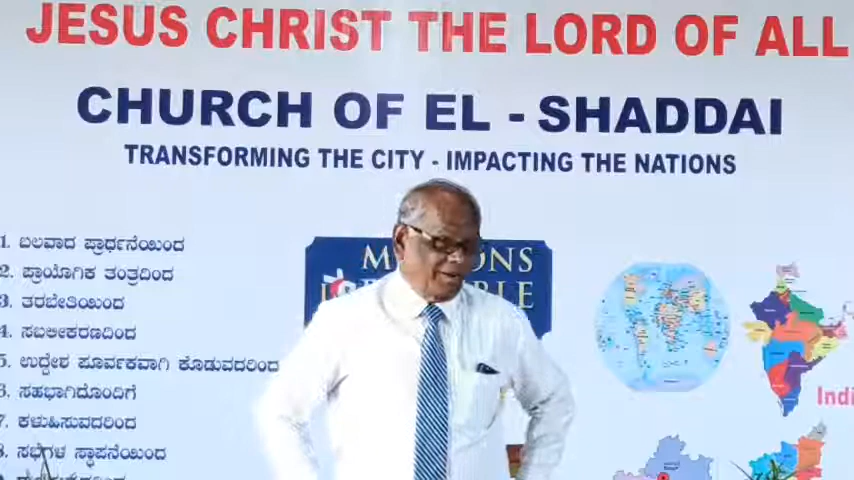 JESUS CHRIST THE LORD OF ALL
CHURCH OF EL - SHADDAI
TRANSFORMING THE CITY - IMPACTING THE NATIONS
1. ಬಲವಾದ ಪ್ರಾರ್ಥನೆಯಿಂದ
2. ಪ್ರಾಯೋಗಿಕ ತಂತ್ರದಿಂದ
3. ತರಬೇತಿಯಿಂದ
4. ಸಬಲೀಕರಣದಿಂದ
5. ಉದ್ದೇಶ ಪೂರ್ವಕವಾಗಿ ಕೊಡುವದರಿಂದ
6. ಸಹಭಾಗಿದೊಂದಿಗೆ
7. ಕಳುಹಿಸುವದರಿಂದ
8. ಸಭೆಗಳ ಸ್ಥಾಪನೆಯಿಂದ